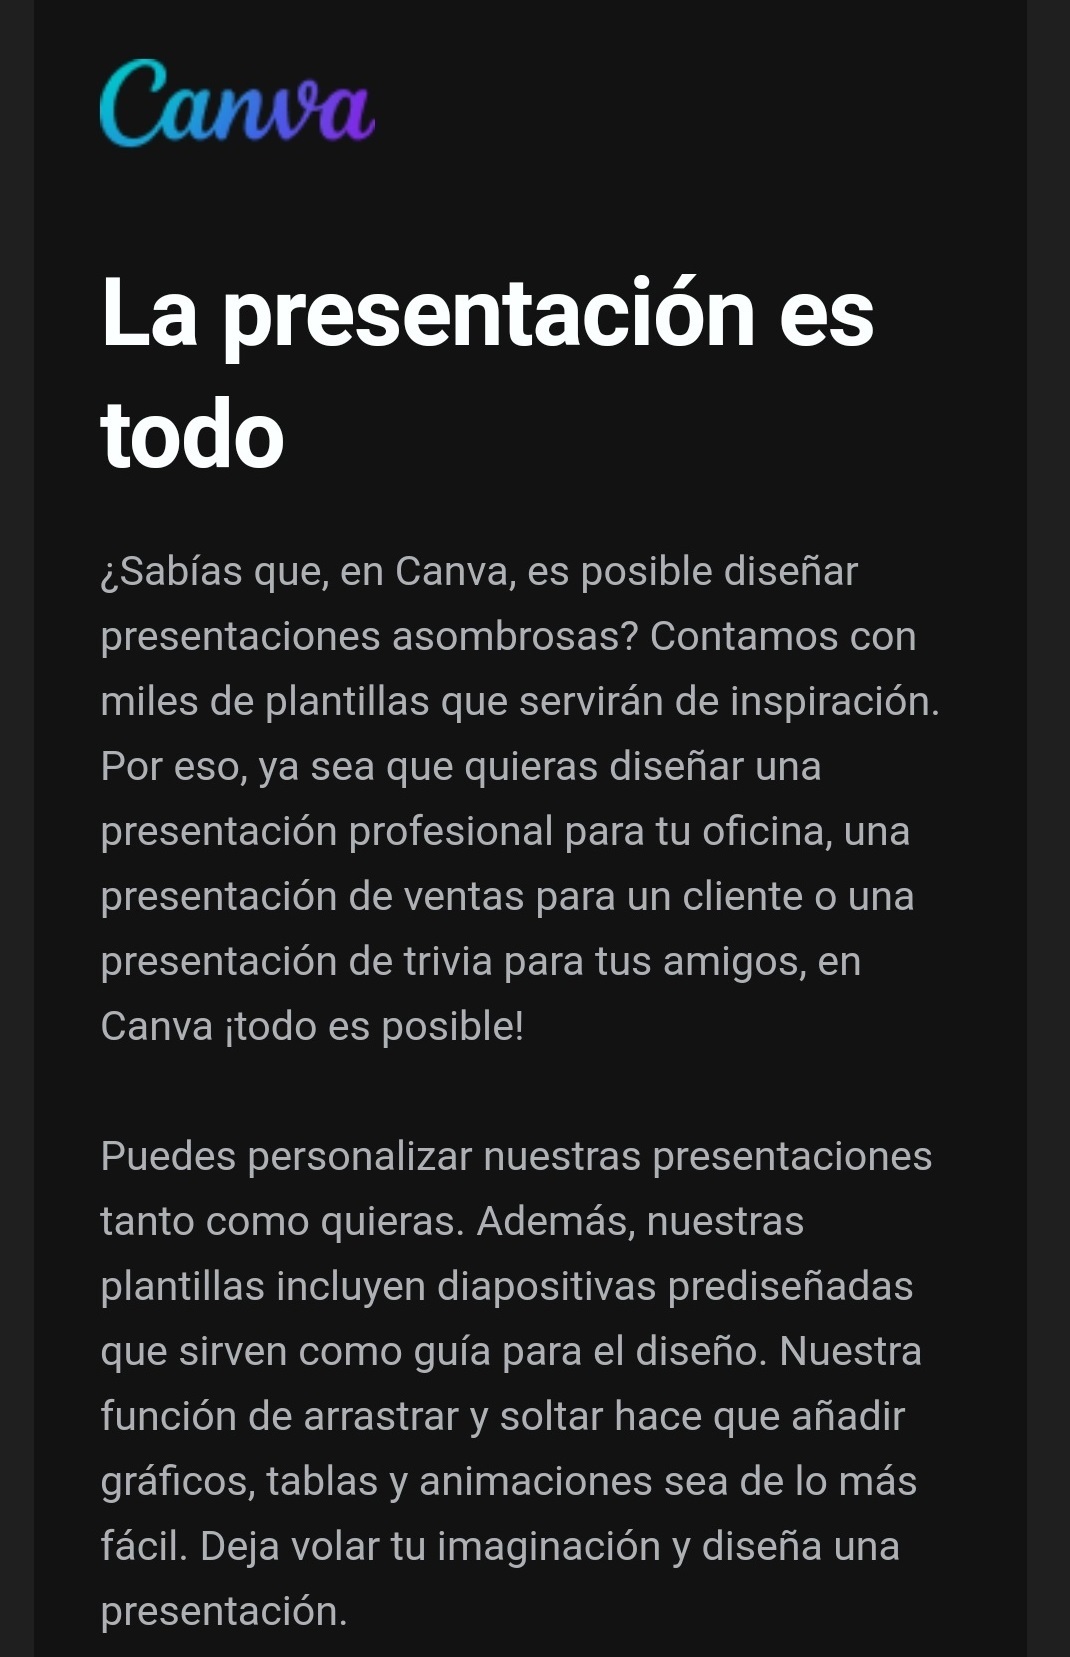 Canva
La presentación es
todo
¿Sabías que, en Canva, es posible diseñar
presentaciones asombrosas? Contamos con
miles de plantillas que servirán de inspiración.
Por eso, ya sea que quieras diseñar una
presentación profesional para tu oficina, una
presentación de ventas para un cliente o una
presentación de trivia para tus amigos, en
Canva ¡todo es posible!
Puedes personalizar nuestras presentaciones
tanto como quieras. Además, nuestras
plantillas incluyen diapositivas prediseñadas
que sirven como guía para el diseño. Nuestra
función de arrastrar y soltar hace que añadir
gráficos, tablas y animaciones sea de lo más
fácil. Deja volar tu imaginación y diseña una
presentación.